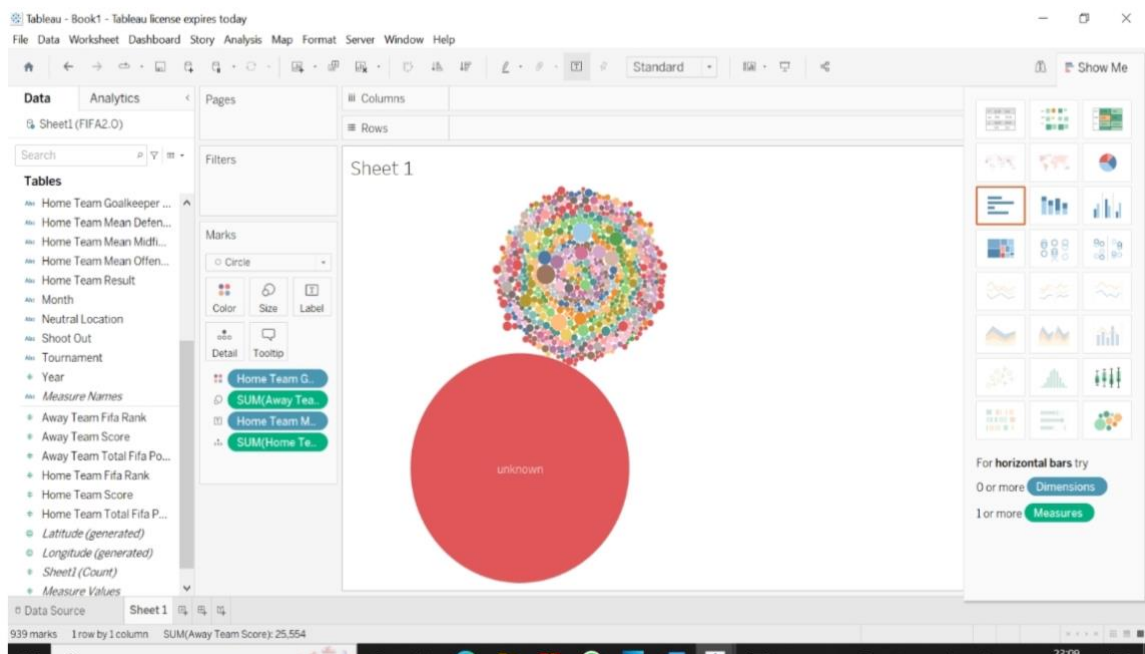 Tableau - Book1 - Tableau license expires today
File Data Worksheet Dashboard Story Analysis Map Format Server Window Help
Standard
Show Me
Data
Analytics
Sheet1 (FIFA2.O)
Search
Tables
Home Team Goalkeeper ...
Home Team Mean Defen...
Home Team Mean Midfi...
Home Team Mean Offen...
Home Team Result
Month
Neutral Location
Shoot Out
Tournament
Year
Measure Names
Away Team Fifa Rank
Away Team Score
Away Team Total Fifa Po...
Home Team Fifa Rank
Home Team Score
Home Team Total Fifa P...
Latitude (generated)
Longitude (generated)
Sheet1 (Count)
Measure Values
Pages
Filters
Marks
Circle
Color Size Label
Detail Tooltip
Home Team G..
SUM(Away Tea..
Home Team M..
SUM(Home Te..
Columns
Rows
Sheet 1
unknown
For horizontal bars try
0 or more Dimensions
1 or more Measures
Data Source
Sheet 1
939 marks 1 row by 1 column SUM(Away Team Score): 25,554